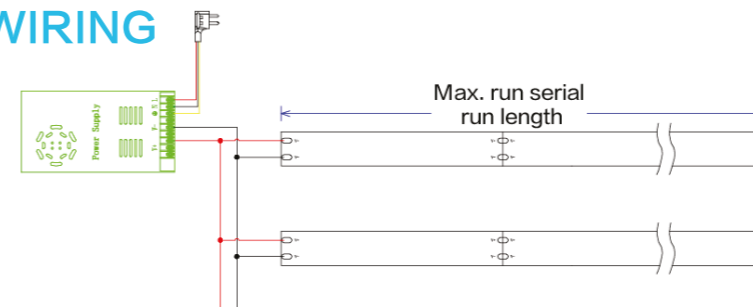 WIRING
Max. run serial
run length
Power Supply
N L
V-
V+